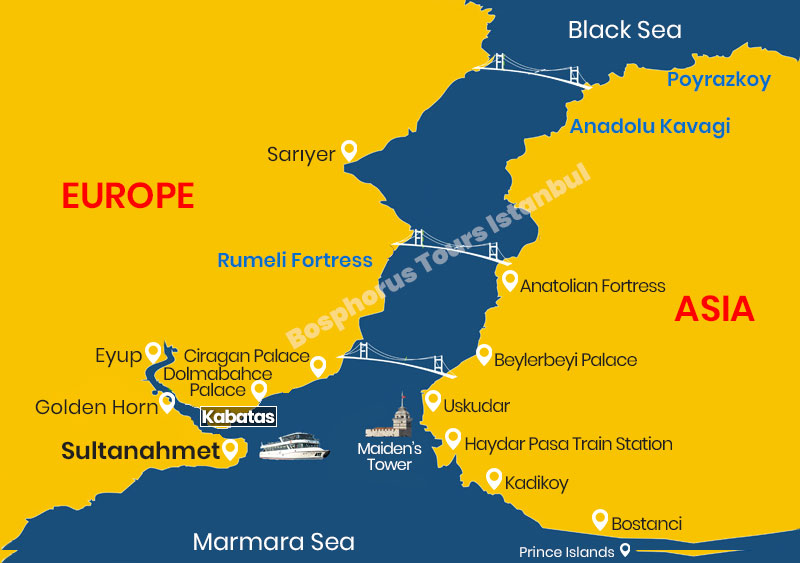 Black Sea
Poyrazkoy
Anadolu Kavagi
Sarıyer
EUROPE
Bosphorus Tours Istanbul
Rumeli Fortress
Anatolian Fortress
ASIA
Eyup
Ciragan Palace
Dolmabahce
Palace
Beylerbeyi Palace
Golden Horn
Kabatas
Uskudar
Sultanahmet
Maiden's
Tower
Haydar Pasa Train Station
Kadikoy
Bostanci
Marmara Sea
Prince Islands